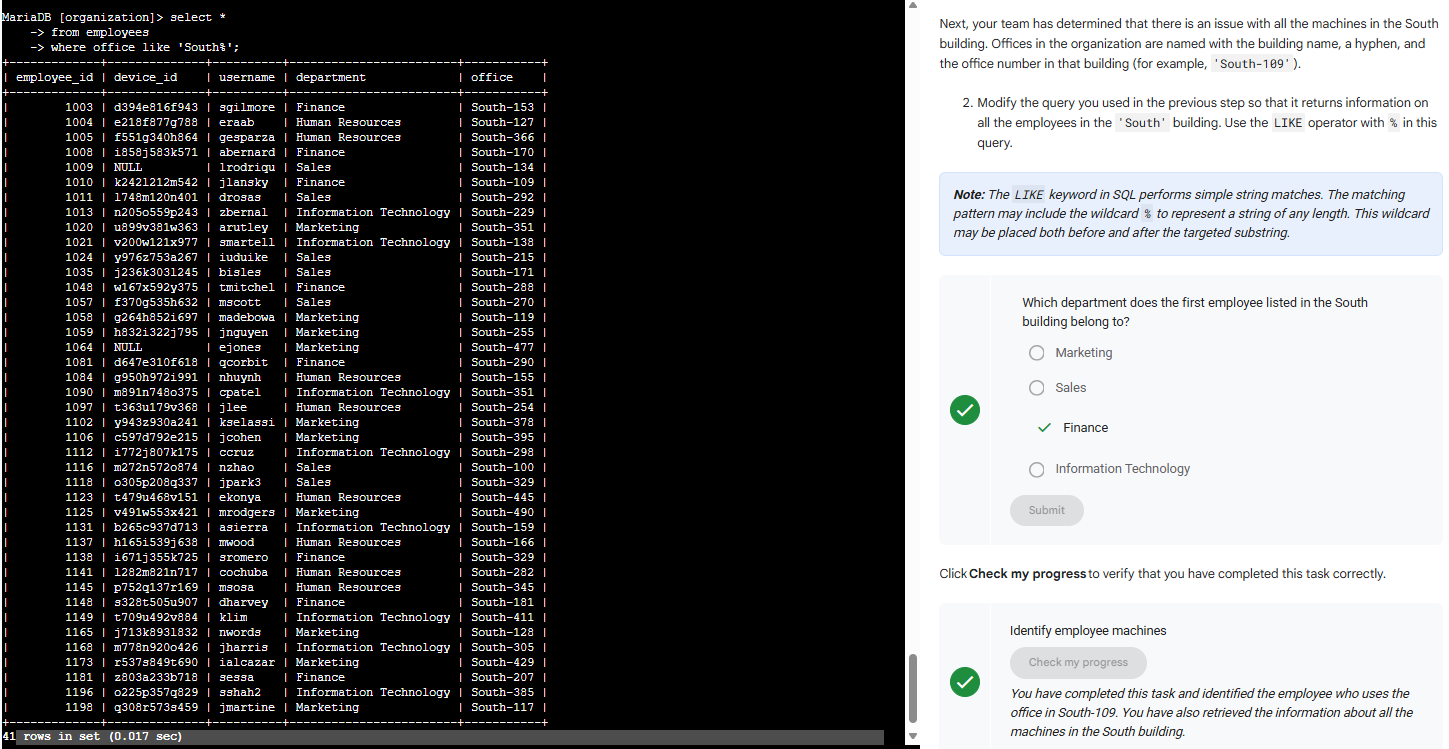 MariaDB [organization]> select *
    -> from employees
    -> where office like 'South%';
+-------------+--------------+----------+------------------------+-----------+
| employee_id | device_id    | username | department             | office    |
+-------------+--------------+----------+------------------------+-----------+
|        1003 | d394e816f943 | sgilmore | Finance                | South-153 |
|        1004 | e218f877g788 | eraab    | Human Resources        | South-127 |
|        1005 | f551g340h864 | gesparza | Human Resources        | South-366 |
|        1008 | i858j583k571 | abernard | Finance                | South-170 |
|        1009 | NULL         | lrodriqu | Sales                  | South-134 |
|        1010 | k242l212m542 | jlansky  | Finance                | South-109 |
|        1011 | l748m120n401 | drosas   | Sales                  | South-292 |
|        1013 | n205o559p243 | zbernal  | Information Technology | South-229 |
|        1020 | u899v381w363 | arutley  | Marketing              | South-351 |
|        1021 | v200w121x977 | smartell | Information Technology | South-138 |
|        1024 | y976z753a267 | iuduike  | Sales                  | South-215 |
|        1035 | j236k303l245 | bisles   | Sales                  | South-171 |
|        1048 | w167x592y375 | tmitchel | Finance                | South-288 |
|        1057 | f370g535h632 | mscott   | Sales                  | South-270 |
|        1058 | g264h852i697 | madebowa | Marketing              | South-119 |
|        1059 | h832i322j795 | jnguyen  | Marketing              | South-255 |
|        1064 | NULL         | ejones   | Marketing              | South-477 |
|        1081 | d647e310f618 | qcorbit  | Finance                | South-290 |
|        1084 | g950h972i991 | nhuynh   | Human Resources        | South-155 |
|        1090 | m891n748o375 | cpatel   | Information Technology | South-351 |
|        1097 | t363u179v368 | jlee     | Human Resources        | South-254 |
|        1102 | y943z930a241 | kselassi | Marketing              | South-378 |
|        1106 | c597d792e215 | jcohen   | Marketing              | South-395 |
|        1112 | i772j807k175 | ccruz    | Information Technology | South-298 |
|        1116 | m272n572o874 | nzhao    | Sales                  | South-100 |
|        1118 | o305p208q337 | jpark3   | Sales                  | South-329 |
|        1123 | t479u468v151 | ekonya   | Human Resources        | South-445 |
|        1125 | v491w553x421 | mrodgers | Marketing              | South-490 |
|        1131 | b265c937d713 | asierra  | Information Technology | South-159 |
|        1137 | h165i539j638 | mwood    | Human Resources        | South-166 |
|        1138 | i671j355k725 | sromero  | Finance                | South-329 |
|        1141 | l282m821n717 | cochuba  | Human Resources        | South-282 |
|        1145 | p752q137r169 | msosa    | Human Resources        | South-345 |
|        1148 | s328t505u907 | dharvey  | Finance                | South-181 |
|        1149 | t709u492v884 | klim     | Information Technology | South-411 |
|        1165 | j713k893l832 | nwords   | Marketing              | South-128 |
|        1168 | m778n920o426 | jharris  | Information Technology | South-305 |
|        1173 | r537s849t690 | ialcazar | Marketing              | South-429 |
|        1181 | z803a233b718 | sessa    | Finance                | South-207 |
|        1196 | o225p357q829 | sshah2   | Information Technology | South-385 |
|        1198 | q308r573s459 | jmartine | Marketing              | South-117 |
+-------------+--------------+----------+------------------------+-----------+
41 rows in set (0.017 sec)
Next, your team has determined that there is an issue with all the machines in the South
building. Offices in the organization are named with the building name, a hyphen, and
the office number in that building (for example, 'South-109').
2. Modify the query you used in the previous step so that it returns information on
all the employees in the 'South' building. Use the LIKE operator with % in this
query.
Note: The LIKE keyword in SQL performs simple string matches. The matching
pattern may include the wildcard % to represent a string of any length. This wildcard
may be placed both before and after the targeted substring.
Which department does the first employee listed in the South
building belong to?
Marketing
Sales
Finance
Information Technology
Submit
Click Check my progress to verify that you have completed this task correctly.
Identify employee machines
Check my progress
You have completed this task and identified the employee who uses the
office in South-109. You have also retrieved the information about all the
machines in the South building.